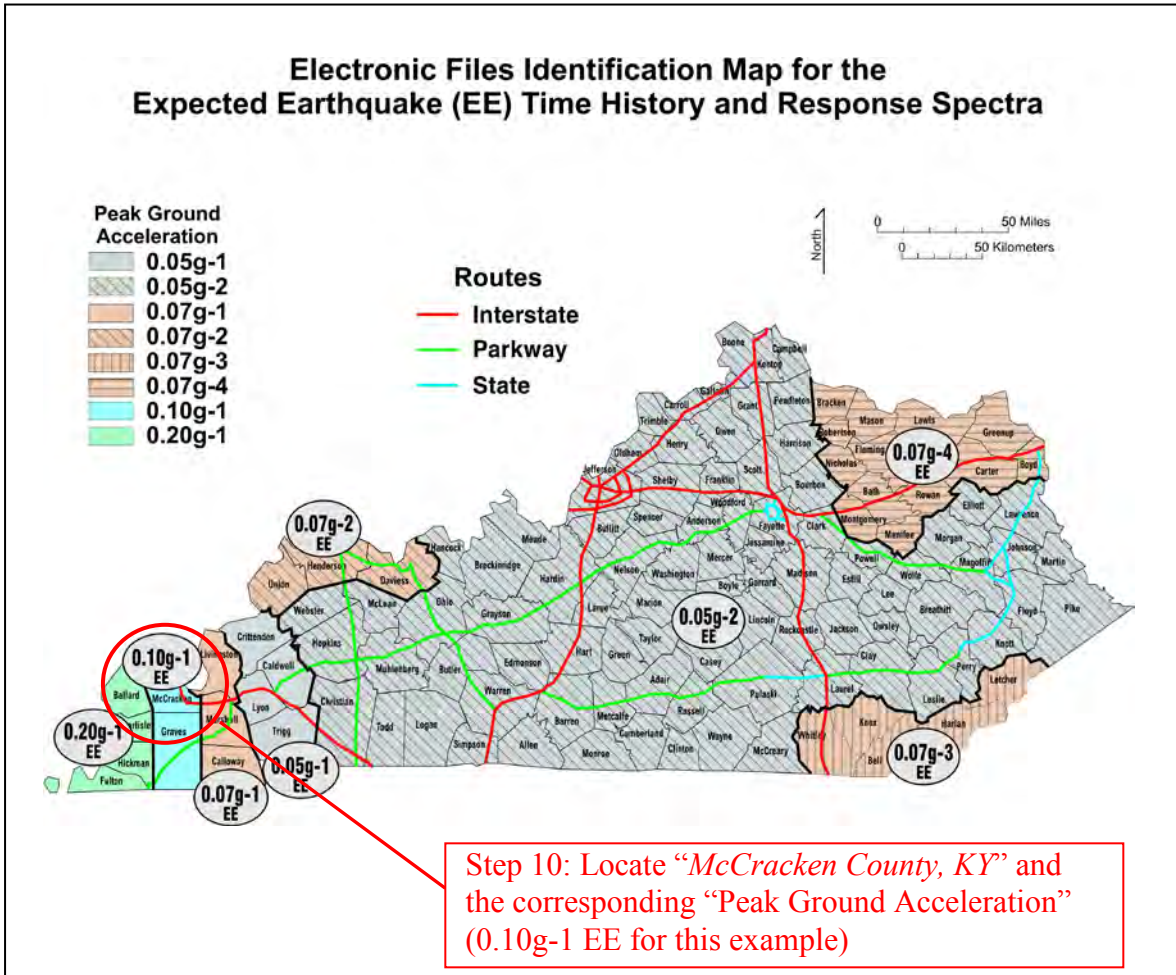 Electronic Files Identification Map for the
Expected Earthquake (EE) Time History and Response Spectra
Peak Ground
Acceleration
0.05g-1
0.05g-2
0.07g-1
0.07g-2
0.07g-3
0.07g-4
0.10g-1
0.20g-1
Routes
Interstate
Parkway
State
North
0 50 Miles
0 50 Kilometers
Boone
Kenton
Campbell
Gallatin
Grant
Pendleton
Carroll
Trimble
Owen
Henry
Oldham
Harrison
Bracken
Mason
Lewis
Robertson
Fleming
Greenup
Nicholas
0.07g-4
EE
Carter
Boyd
Jefferson
Shelby
Franklin
Scott
Bourbon
Bath
Rowan
Woodford
Spencer
Anderson
Fayette
Clark
Montgomery
Menifee
Elliott
Lawrence
Bullitt
Jessamine
Morgan
Johnson
Martin
0.07g-2
EE
Hancock
Meade
Breckinridge
Hardin
Nelson
Washington
Mercer
Boyle
Garrard
Madison
Estill
Powell
Wolfe
Magoffin
Henderson
Union
Daviess
Webster
McLean
Ohio
Grayson
Larue
Marion
0.05g-2
EE
Lincoln
Rockcastle
Jackson
Lee
Owsley
Breathitt
Floyd
Pike
Knott
Crittenden
Hopkins
Livingston
Caldwell
Muhlenberg
Butler
Edmonson
Hart
Green
Taylor
Casey
Clay
Perry
0.10g-1
EE
Ballard
McCracken
Lyon
Christian
Warren
Adair
Pulaski
Laurel
Leslie
Letcher
Graves
Marshall
Trigg
Todd
Logan
Simpson
Allen
Barren
Metcalfe
Monroe
Cumberland
Russell
Clinton
Wayne
McCreary
Whitley
Knox
Bell
Harlan
0.20g-1
EE
Hickman
Fulton
Calloway
0.05g-1
EE
0.07g-1
EE
0.07g-3
EE
Step 10: Locate “McCracken County, KY” and
the corresponding “Peak Ground Acceleration”
(0.10g-1 EE for this example)